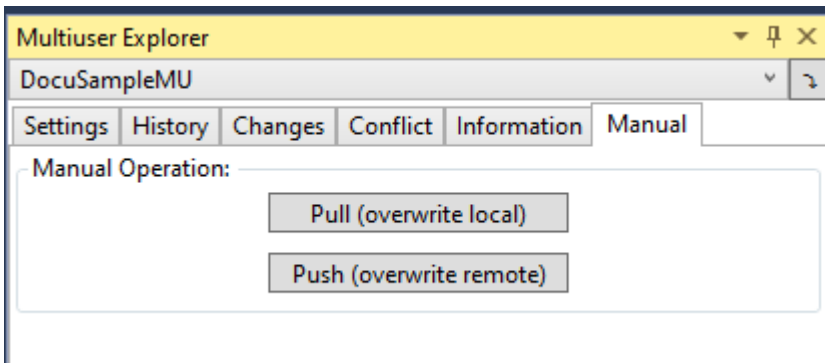 Multiuser Explorer
DocuSampleMU
Settings History Changes Conflict Information Manual
Manual Operation:
Pull (overwrite local)
Push (overwrite remote)